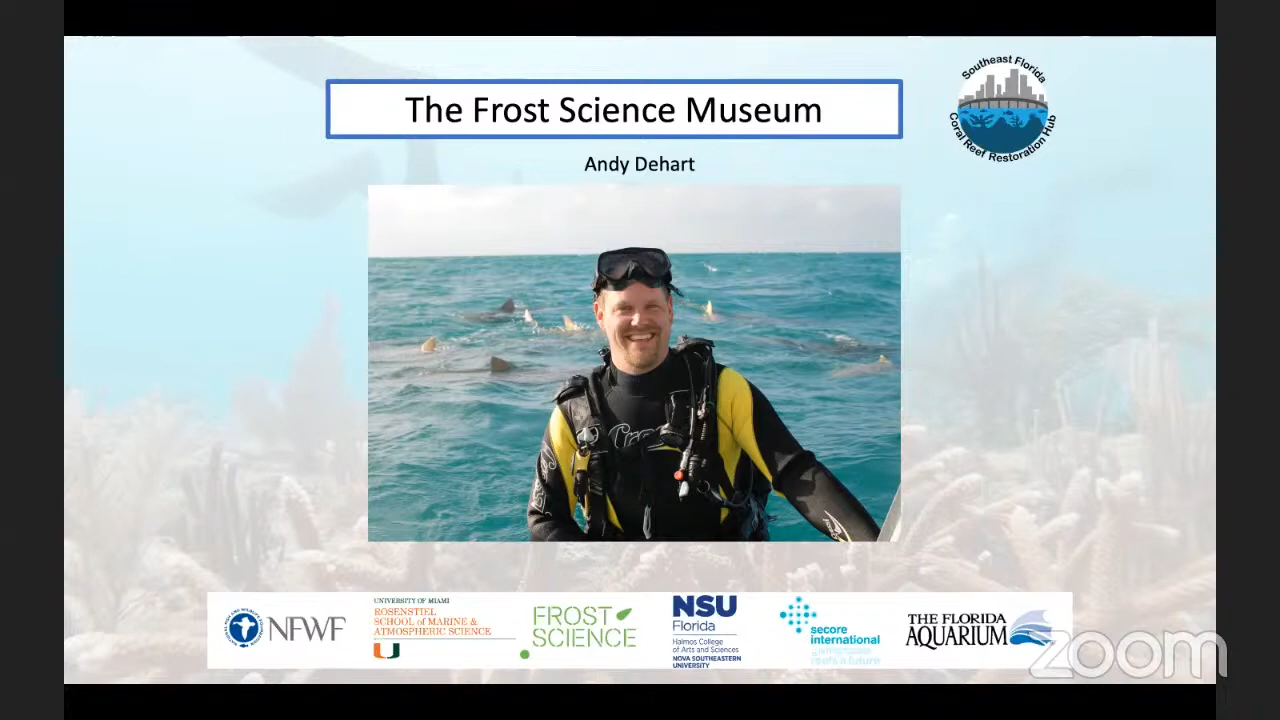 The Frost Science Museum
Southeast Florida
Coral Reef Restoration Hub
Andy Dehart
NFWF
UNIVERSITY OF MIAMI
ROSENSTIEL
SCHOOL of MARINE &
ATMOSPHERIC SCIENCE
FROST
SCIENCE
NSU
Florida
Halmos College
of Arts and Sciences
NOVA SOUTHEASTERN
UNIVERSITY
secore
international
THE FLORIDA
AQUARIUM
zoom